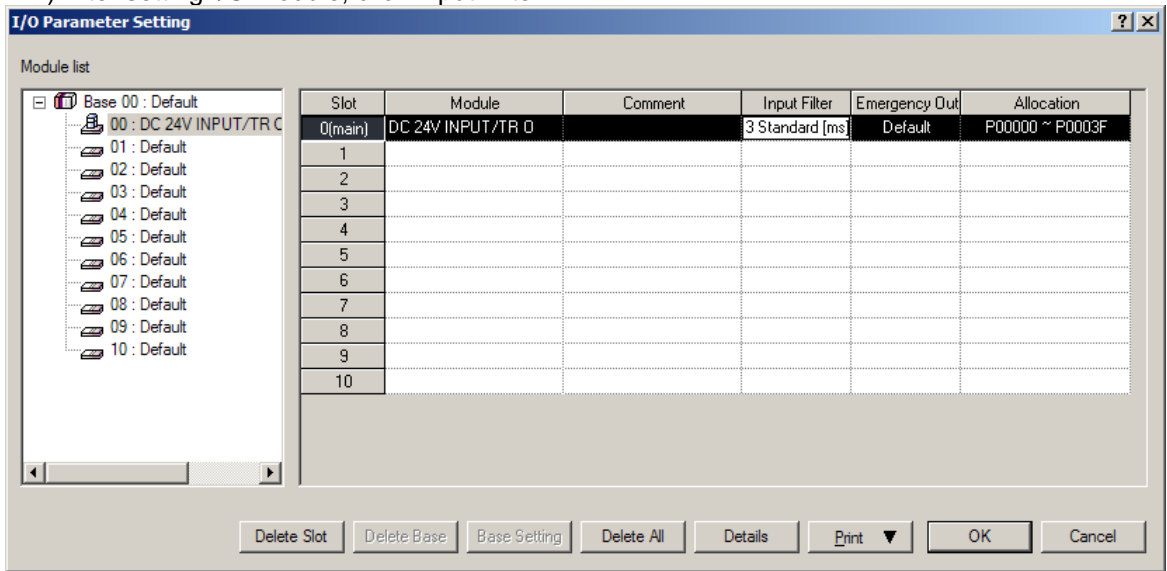 I/O Parameter Setting
Module list
Base 00 : Default
00 : DC 24V INPUT/TR O
01 : Default
02 : Default
03 : Default
04 : Default
05 : Default
06 : Default
07 : Default
08 : Default
09 : Default
10 : Default
Slot Module Comment Input Filter Emergency Out Allocation
0(main) DC 24V INPUT/TR O 3 Standard [ms] Default P00000 ~ P0003F
1
2
3
4
5
6
7
8
9
10
Delete Slot Delete Base Base Setting Delete All Details Print ▼ OK Cancel